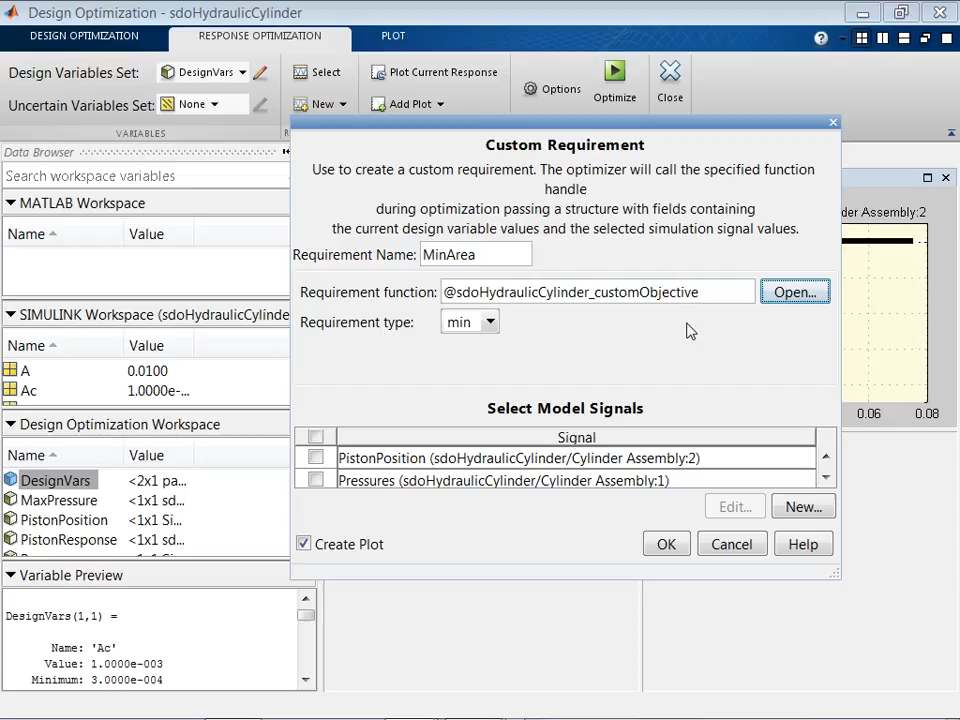 Design Optimization - sdoHydraulicCylinder
DESIGN OPTIMIZATION
RESPONSE OPTIMIZATION
PLOT
Design Variables Set:
DesignVars
Uncertain Variables Set:
None
VARIABLES
Select
New
Plot Current Response
Add Plot
Options
Optimize
Close
Data Browser
Search workspace variables
MATLAB Workspace
Name
Value
SIMULINK Workspace (sdoHydraulicCylinde
Name
Value
A
0.0100
Ac
1.0000e-...
Design Optimization Workspace
Name
Value
DesignVars
<2x1 pa...
MaxPressure
<1x1 sd...
PistonPosition
<1x1 Si...
PistonResponse
<1x1 sd...
Variable Preview
DesignVars(1,1) =
Name: 'Ac'
Value: 1.0000e-003
Minimum: 3.0000e-004
Custom Requirement
Use to create a custom requirement. The optimizer will call the specified function
handle
during optimization passing a structure with fields containing
the current design variable values and the selected simulation signal values.
Requirement Name: MinArea
Requirement function: @sdoHydraulicCylinder_customObjective
Open...
Requirement type: min
Select Model Signals
Signal
PistonPosition (sdoHydraulicCylinder/Cylinder Assembly:2)
Pressures (sdoHydraulicCylinder/Cylinder Assembly:1)
Edit...
New...
Create Plot
OK
Cancel
Help
der Assembly:2
0.06
0.08